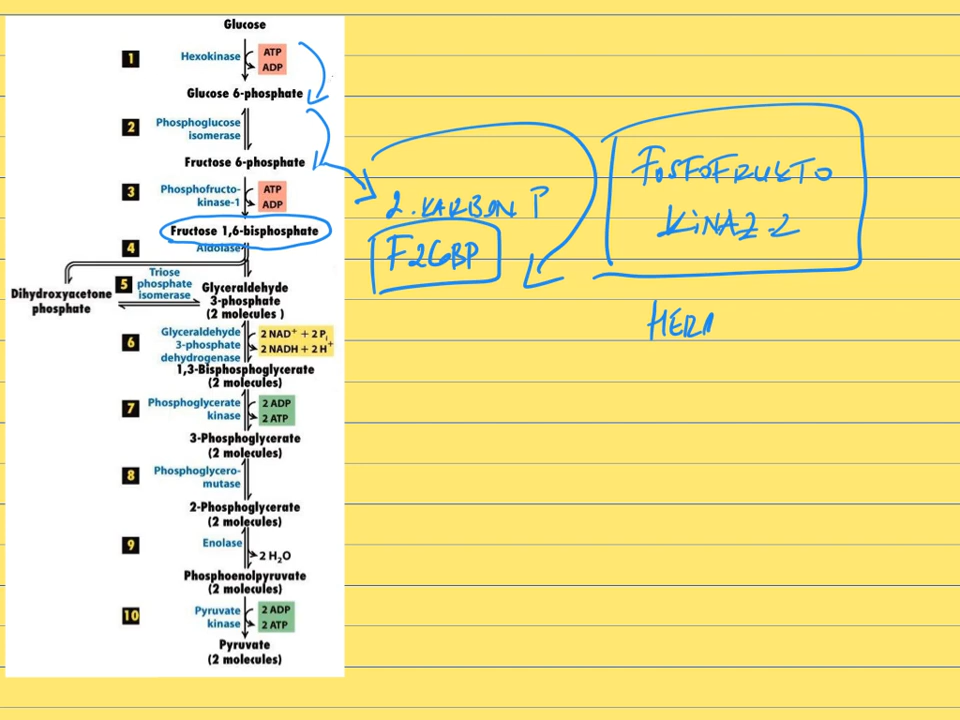 Glucose
1
Hexokinase
ATP
ADP
Glucose 6-phosphate
2
Phosphoglucose
isomerase
Fructose 6-phosphate
3
Phosphofructo-
kinase-1
ATP
ADP
Fructose 1,6-bisphosphate
4
Aldolase
5
Triose
phosphate
isomerase
Dihydroxyacetone
phosphate
Glyceraldehyde
3-phosphate
(2 molecules )
6
Glyceraldehyde
3-phosphate
dehydrogenase
2 NAD⁺ + 2 Pᵢ
2 NADH + 2 H⁺
1,3-Bisphosphoglycerate
(2 molecules)
7
Phosphoglycerate
kinase
2 ADP
2 ATP
3-Phosphoglycerate
(2 molecules)
8
Phosphoglycero-
mutase
2-Phosphoglycerate
(2 molecules)
9
Enolase
2 H₂O
Phosphoenolpyruvate
(2 molecules)
10
Pyruvate
kinase
2 ADP
2 ATP
Pyruvate
(2 molecules)
2. KARBON P
F26BP
FOSFOFRUKTO
KİNAZ-2